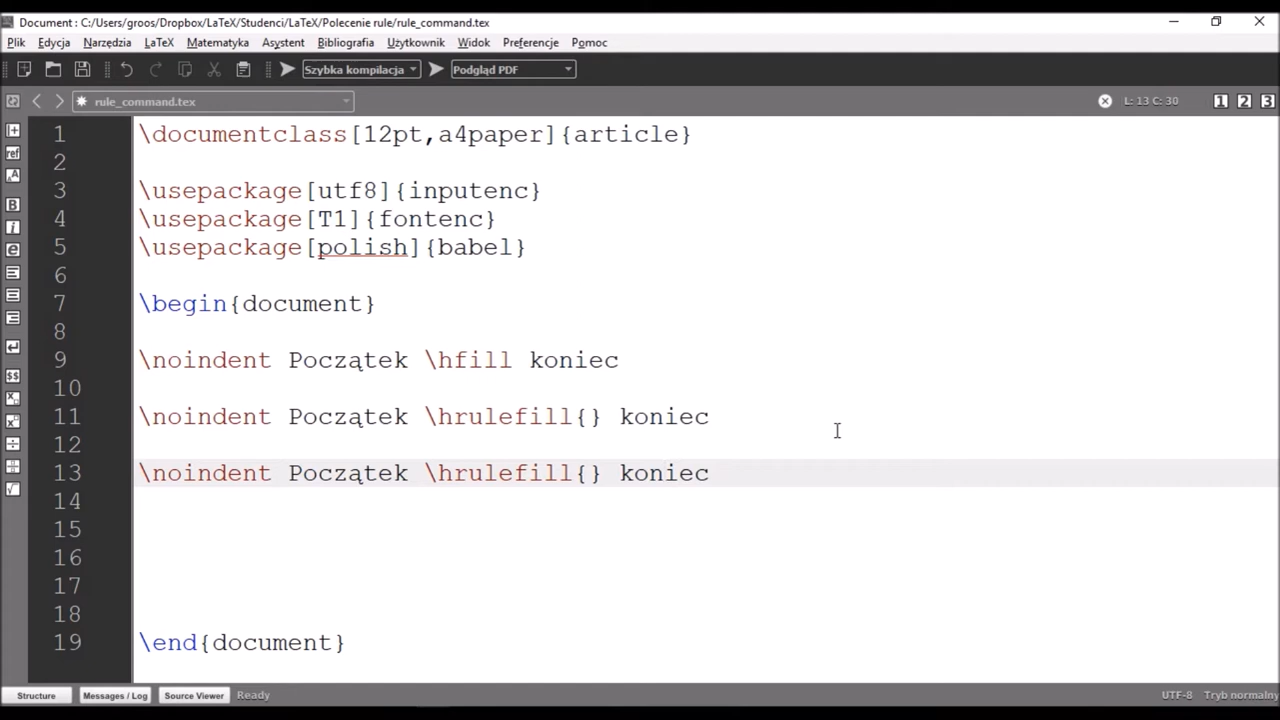 Document : C:/Users/groos/Dropbox/LaTeX/Studenci/LaTeX/Polecenie rule/rule_command.tex
Plik Edycja Narzędzia LaTeX Matematyka Asystent Bibliografia Użytkownik Widok Preferencje Pomoc
Szybka kompilacja Podgląd PDF
rule_command.tex L: 13 C: 30 1 2 3
1 \documentclass[12pt,a4paper]{article}
2
3 \usepackage[utf8]{inputenc}
4 \usepackage[T1]{fontenc}
5 \usepackage[polish]{babel}
6
7 \begin{document}
8
9 \noindent Początek \hfill koniec
10
11 \noindent Początek \hrulefill{} koniec
12
13 \noindent Początek \hrulefill{} koniec
14
15
16
17
18
19 \end{document}
Structure Messages / Log Source Viewer Ready UTF-8 Tryb normalny